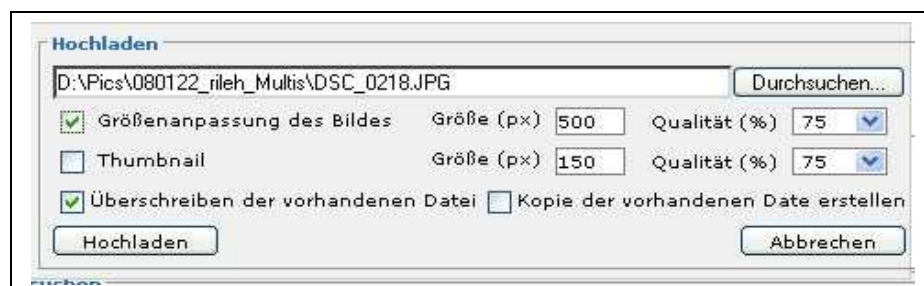 Hochladen
D:\Pics\080122_rileh_Multis\DSC_0218.JPG Durchsuchen...
Größenanpassung des Bildes Größe (px) 500 Qualität (%) 75
Thumbnail Größe (px) 150 Qualität (%) 75
Überschreiben der vorhandenen Datei Kopie der vorhandenen Date erstellen
Hochladen Abbrechen